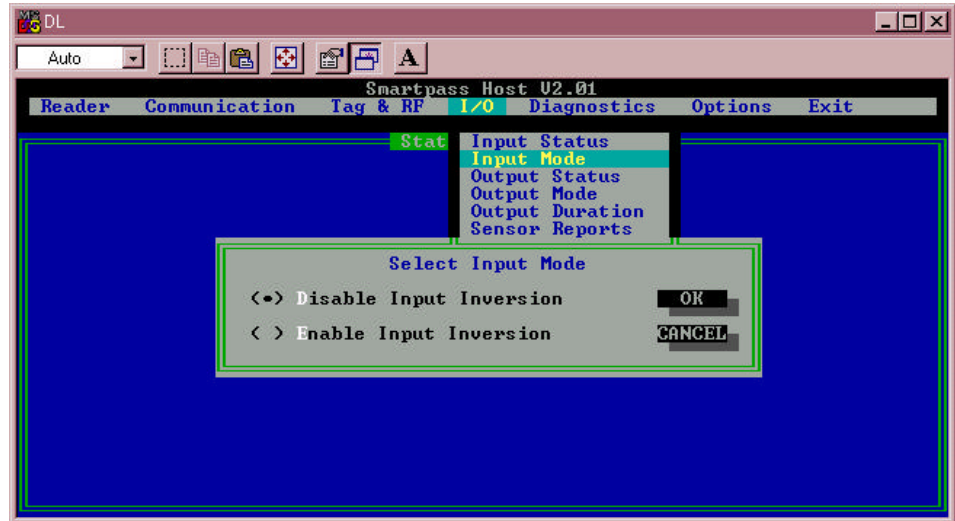 DL
Auto
A
Smartpass Host V2.01
Reader Communication Tag & RF I/O Diagnostics Options Exit
Stat
Input Status
Input Mode
Output Status
Output Mode
Output Duration
Sensor Reports
Select Input Mode
(•) Disable Input Inversion OK
( ) Enable Input Inversion CANCEL